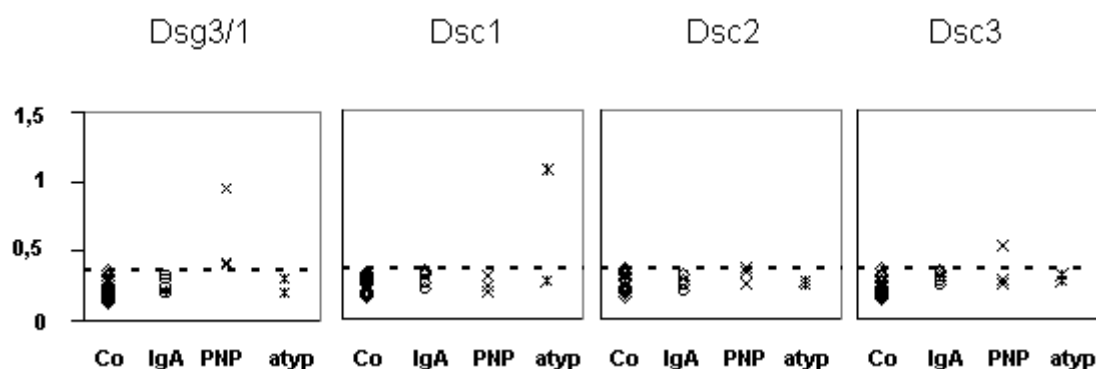 Dsg3/1 Dsc1 Dsc2 Dsc3
1,5
1
0,5
0
Co IgA PNP atyp Co IgA PNP atyp Co IgA PNP atyp Co IgA PNP atyp